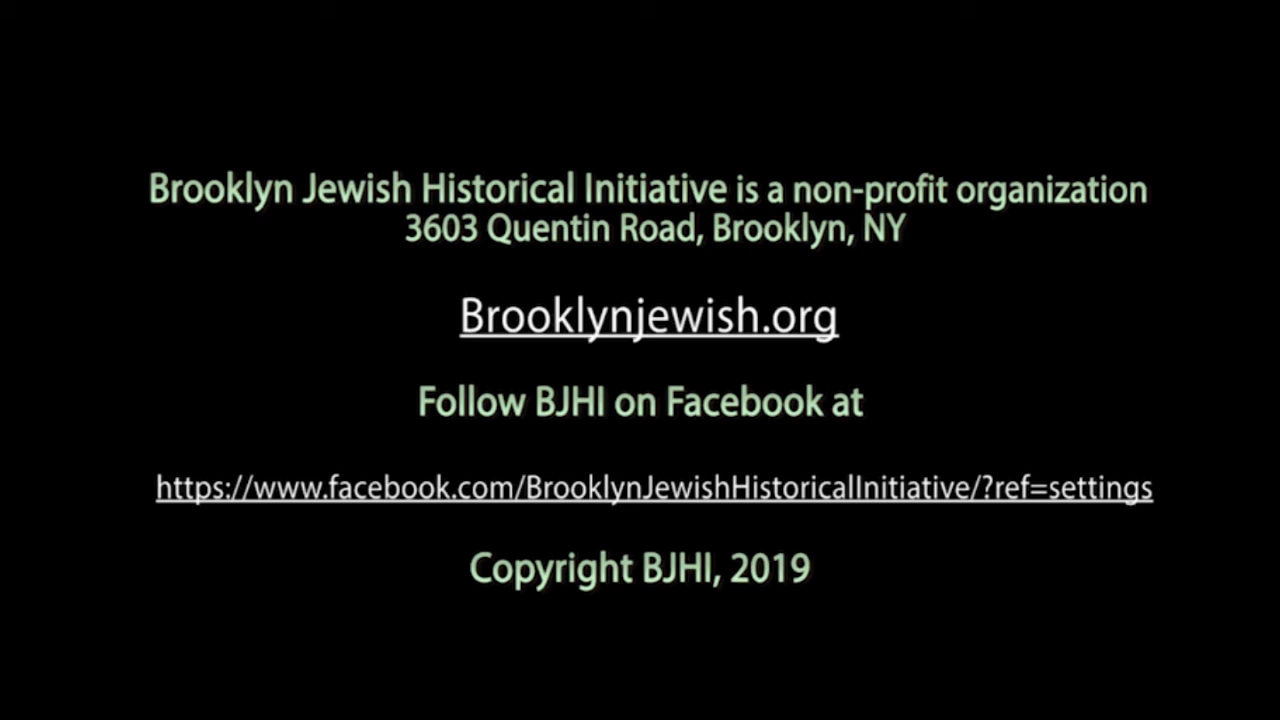 Brooklyn Jewish Historical Initiative is a non-profit organization
3603 Quentin Road, Brooklyn, NY
Brooklynjewish.org
Follow BJHI on Facebook at
https://www.facebook.com/BrooklynJewishHistoricalInitiative/?ref=settings
Copyright BJHI, 2019